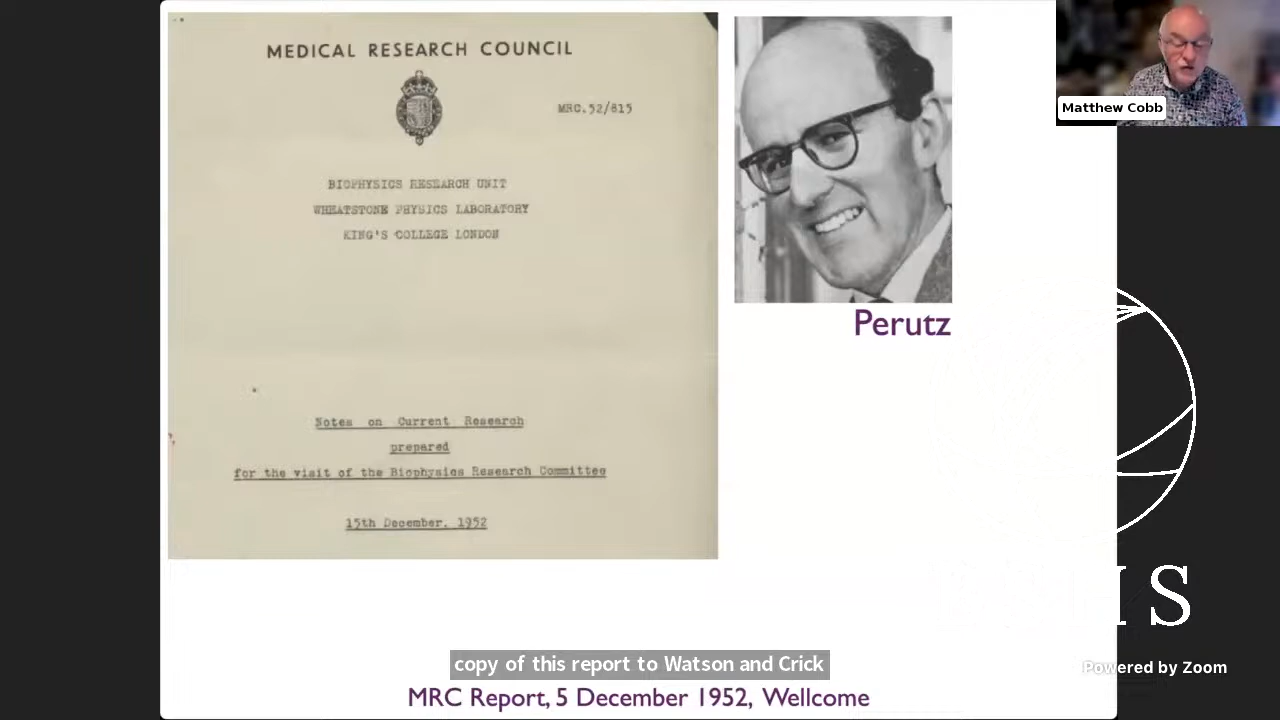 MEDICAL RESEARCH COUNCIL
MRC.52/815
BIOPHYSICS RESEARCH UNIT
WHEATSTONE PHYSICS LABORATORY
KING'S COLLEGE LONDON
Notes on Current Research
prepared
for the visit of the Biophysics Research Committee
15th December, 1952
Perutz
Matthew Cobb
S
copy of this report to Watson and Crick
Powered by Zoom
MRC Report, 5 December 1952, Wellcome